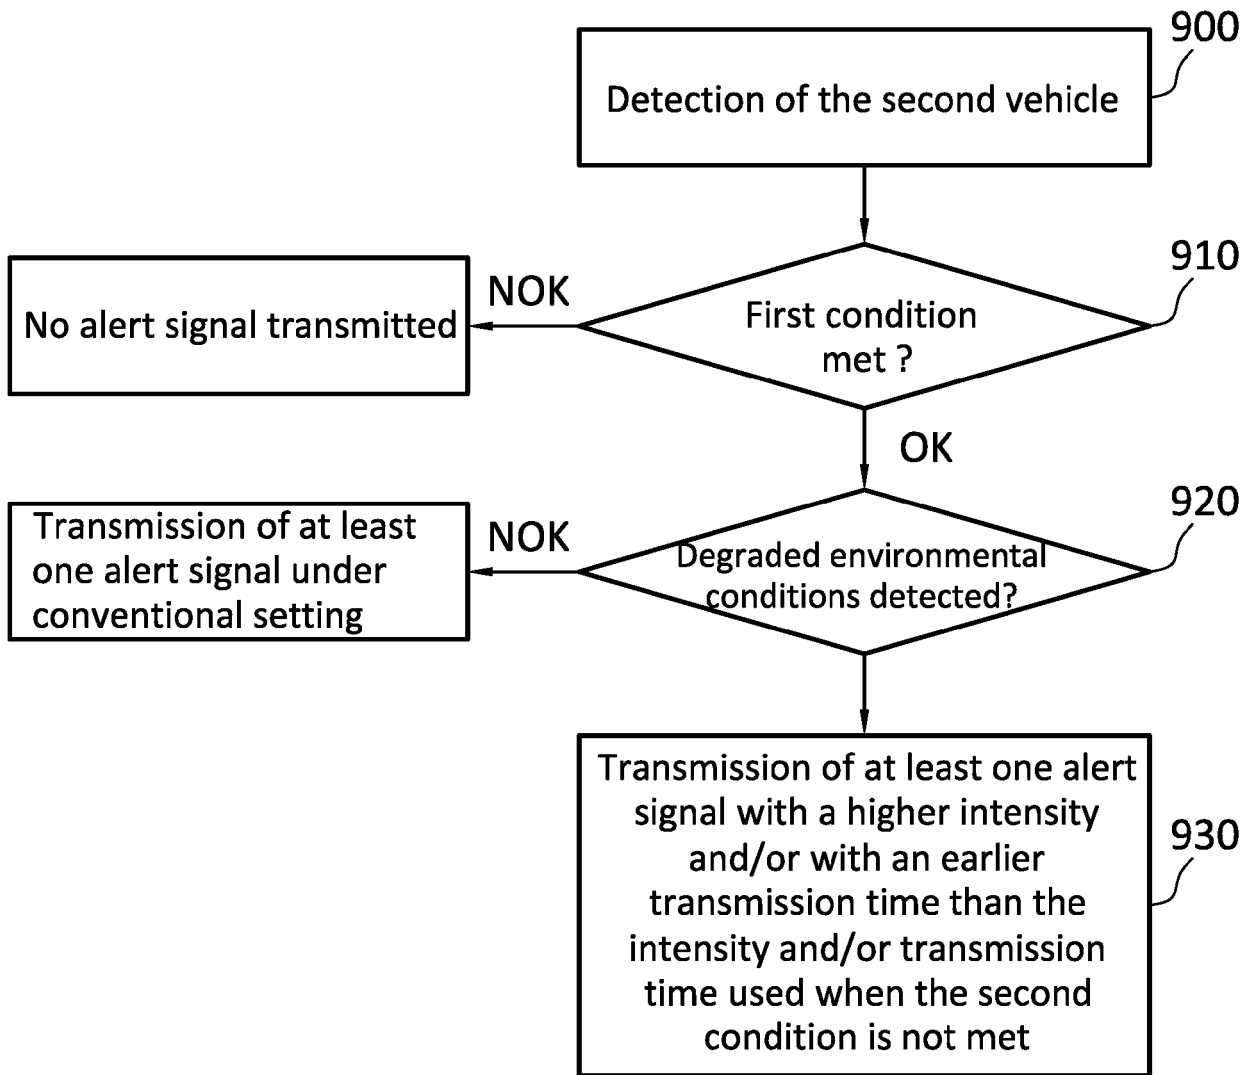 900
Detection of the second vehicle
910
NOK
No alert signal transmitted
First condition
met ?
OK
920
NOK
Transmission of at least
one alert signal under
conventional setting
Degraded environmental
conditions detected?
Transmission of at least one alert
signal with a higher intensity
and/or with an earlier
transmission time than the
intensity and/or transmission
time used when the second
condition is not met
930